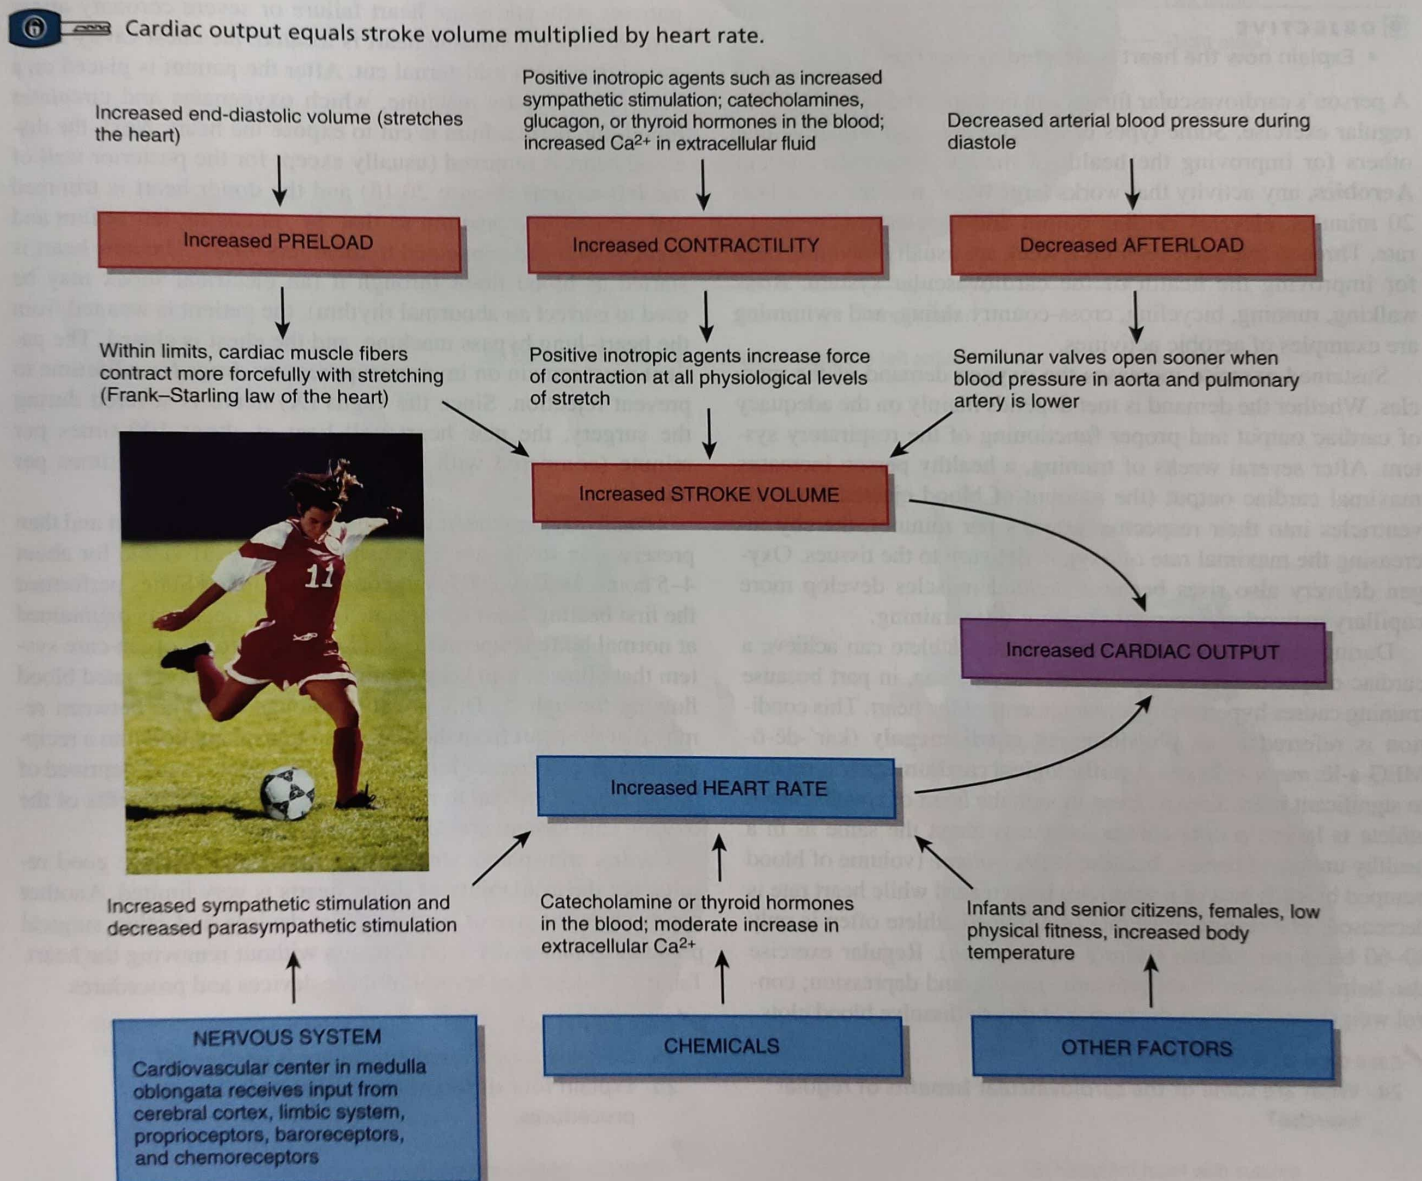 Cardiac output equals stroke volume multiplied by heart rate.
Increased end-diastolic volume (stretches
the heart)
Positive inotropic agents such as increased
sympathetic stimulation; catecholamines,
glucagon, or thyroid hormones in the blood;
increased Ca2+ in extracellular fluid
Decreased arterial blood pressure during
diastole
Increased PRELOAD
Increased CONTRACTILITY
Decreased AFTERLOAD
Within limits, cardiac muscle fibers
contract more forcefully with stretching
(Frank–Starling law of the heart)
Positive inotropic agents increase force
of contraction at all physiological levels
of stretch
Semilunar valves open sooner when
blood pressure in aorta and pulmonary
artery is lower
Increased STROKE VOLUME
11
Increased CARDIAC OUTPUT
Increased HEART RATE
Increased sympathetic stimulation and
decreased parasympathetic stimulation
Catecholamine or thyroid hormones
in the blood; moderate increase in
extracellular Ca2+
Infants and senior citizens, females, low
physical fitness, increased body
temperature
NERVOUS SYSTEM
Cardiovascular center in medulla
oblongata receives input from
cerebral cortex, limbic system,
proprioceptors, baroreceptors,
and chemoreceptors
CHEMICALS
OTHER FACTORS